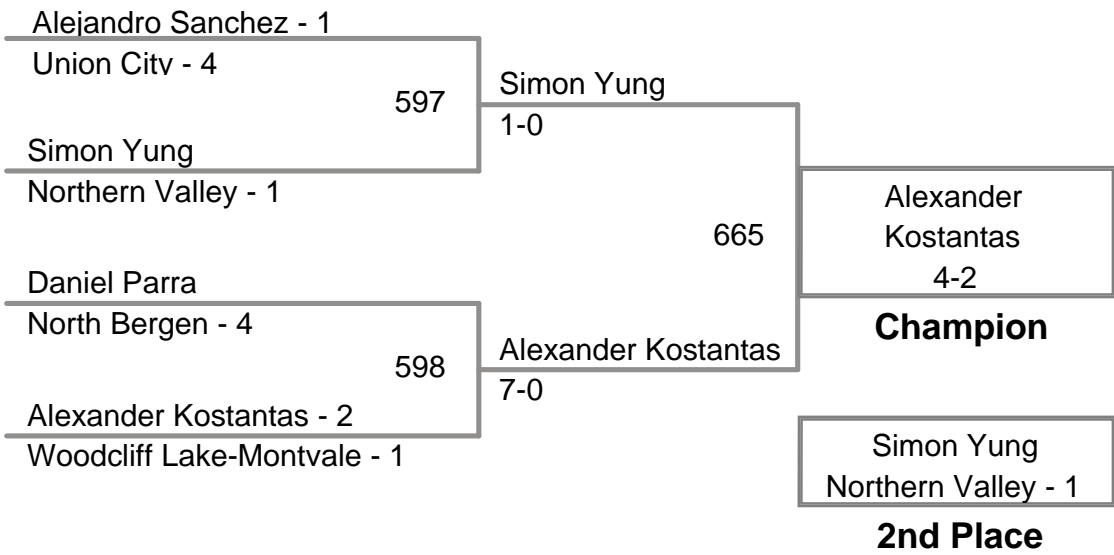 Alejandro Sanchez - 1
Union City - 4
597
Simon Yung
1-0
Simon Yung
Northern Valley - 1
665
Alexander
Kostantas
4-2
Champion
Daniel Parra
North Bergen - 4
598
Alexander Kostantas
7-0
Alexander Kostantas - 2
Woodcliff Lake-Montvale - 1
Simon Yung
Northern Valley - 1
2nd Place